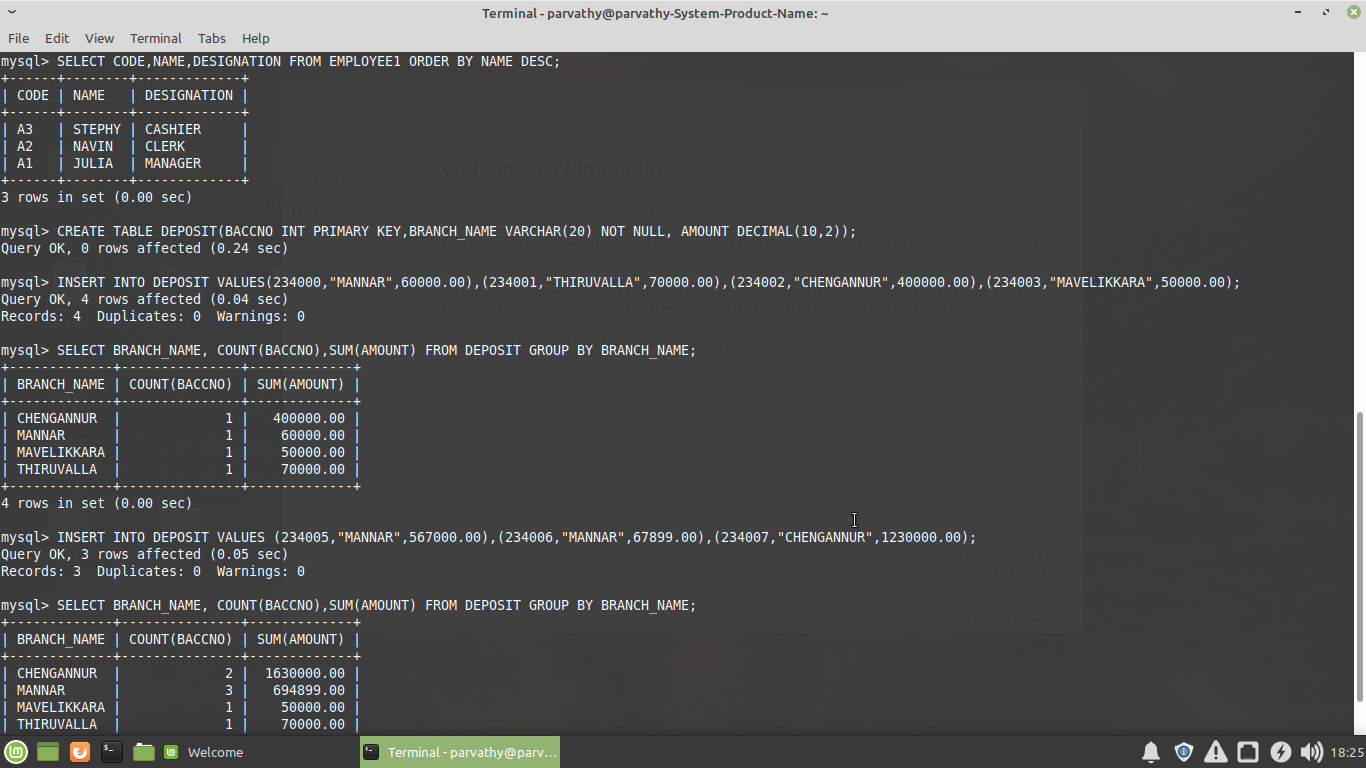 Terminal - parvathy@parvathy-System-Product-Name: ~
File Edit View Terminal Tabs Help
mysql> SELECT CODE,NAME,DESIGNATION FROM EMPLOYEE1 ORDER BY NAME DESC;
+------+--------+-------------+
| CODE | NAME   | DESIGNATION |
+------+--------+-------------+
| A3   | STEPHY | CASHIER     |
| A2   | NAVIN  | CLERK       |
| A1   | JULIA  | MANAGER     |
+------+--------+-------------+
3 rows in set (0.00 sec)
mysql> CREATE TABLE DEPOSIT(BACCNO INT PRIMARY KEY,BRANCH_NAME VARCHAR(20) NOT NULL, AMOUNT DECIMAL(10,2));
Query OK, 0 rows affected (0.24 sec)
mysql> INSERT INTO DEPOSIT VALUES(234000,"MANNAR",60000.00),(234001,"THIRUVALLA",70000.00),(234002,"CHENGANNUR",400000.00),(234003,"MAVELIKKARA",50000.00);
Query OK, 4 rows affected (0.04 sec)
Records: 4  Duplicates: 0  Warnings: 0
mysql> SELECT BRANCH_NAME, COUNT(BACCNO),SUM(AMOUNT) FROM DEPOSIT GROUP BY BRANCH_NAME;
+-------------+---------------+-------------+
| BRANCH_NAME | COUNT(BACCNO) | SUM(AMOUNT) |
+-------------+---------------+-------------+
| CHENGANNUR  |             1 |   400000.00 |
| MANNAR      |             1 |    60000.00 |
| MAVELIKKARA |             1 |    50000.00 |
| THIRUVALLA  |             1 |    70000.00 |
+-------------+---------------+-------------+
4 rows in set (0.00 sec)
mysql> INSERT INTO DEPOSIT VALUES (234005,"MANNAR",567000.00),(234006,"MANNAR",67899.00),(234007,"CHENGANNUR",1230000.00);
Query OK, 3 rows affected (0.05 sec)
Records: 3  Duplicates: 0  Warnings: 0
mysql> SELECT BRANCH_NAME, COUNT(BACCNO),SUM(AMOUNT) FROM DEPOSIT GROUP BY BRANCH_NAME;
+-------------+---------------+-------------+
| BRANCH_NAME | COUNT(BACCNO) | SUM(AMOUNT) |
+-------------+---------------+-------------+
| CHENGANNUR  |             2 |  1630000.00 |
| MANNAR      |             3 |   694899.00 |
| MAVELIKKARA |             1 |    50000.00 |
| THIRUVALLA  |             1 |    70000.00 |
Welcome to Linux Mint
Welcome Terminal - parvathy@parv... 18:25